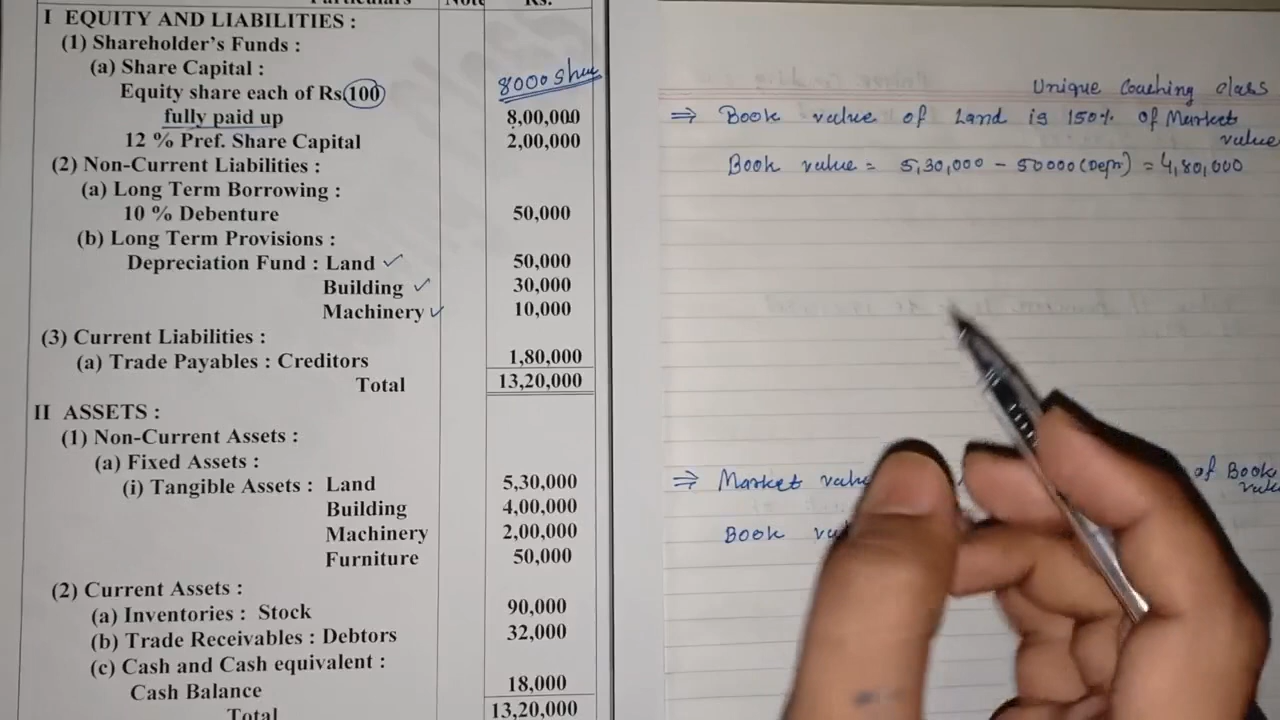 Particulars Note Rs.
I EQUITY AND LIABILITIES :
(1) Shareholder's Funds :
(a) Share Capital :
8000 Share
Equity share each of Rs.100
fully paid up 8,00,000
12 % Pref. Share Capital 2,00,000
(2) Non-Current Liabilities :
(a) Long Term Borrowing :
10 % Debenture 50,000
(b) Long Term Provisions :
Depreciation Fund : Land ✓ 50,000
Building ✓ 30,000
Machinery ✓ 10,000
(3) Current Liabilities :
(a) Trade Payables : Creditors 1,80,000
Total 13,20,000
II ASSETS :
(1) Non-Current Assets :
(a) Fixed Assets :
(i) Tangible Assets : Land 5,30,000
Building 4,00,000
Machinery 2,00,000
Furniture 50,000
(2) Current Assets :
(a) Inventories : Stock 90,000
(b) Trade Receivables : Debtors 32,000
(c) Cash and Cash equivalent :
Cash Balance 18,000
Total 13,20,000
Unique Coaching class
⇒ Book value of Land is 150% of Market
value
Book value = 5,30,000 - 50000 (Depr) = 4,80,000
⇒ Market value of Book
value
Book